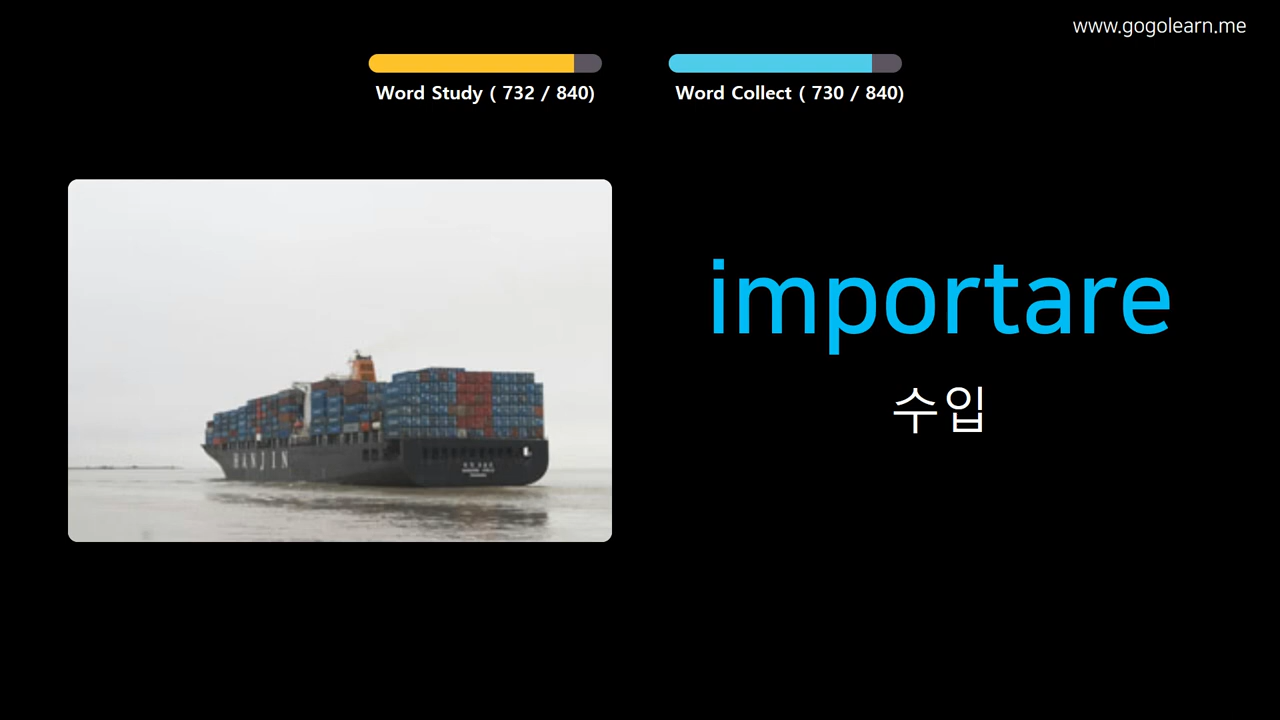 www.gogolearn.me
Word Study ( 732 / 840)
Word Collect ( 730 / 840)
importare
수입
HANJIN